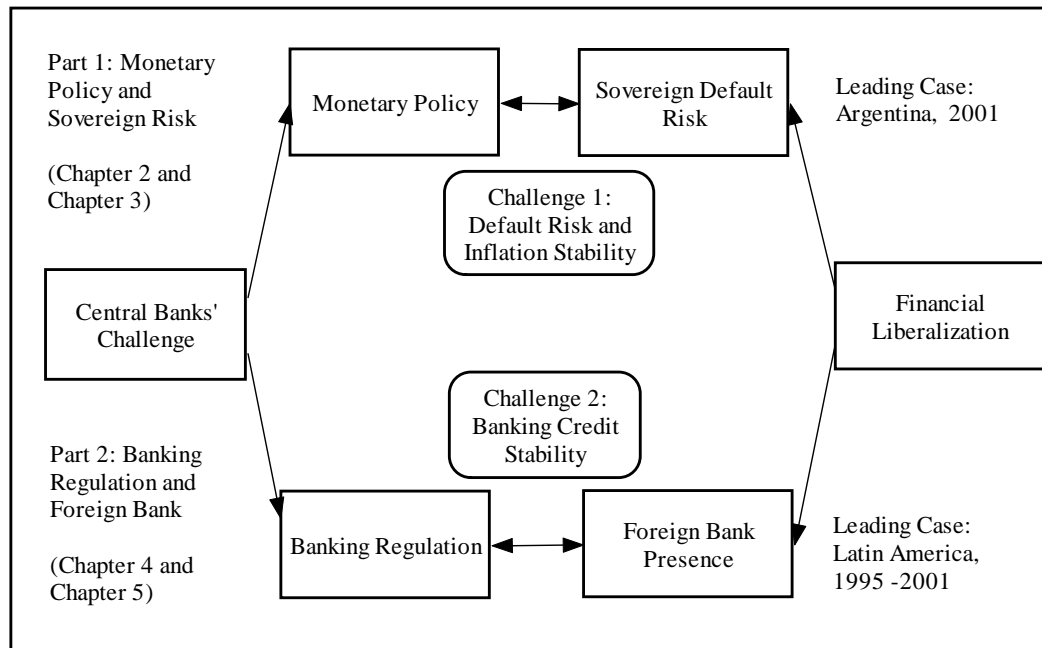 Part 1: Monetary
Policy and
Sovereign Risk
(Chapter 2 and
Chapter 3)
Monetary Policy
Sovereign Default
Risk
Leading Case:
Argentina, 2001
Challenge 1:
Default Risk and
Inflation Stability
Central Banks'
Challenge
Financial
Liberalization
Challenge 2:
Banking Credit
Stability
Part 2: Banking
Regulation and
Foreign Bank
(Chapter 4 and
Chapter 5)
Banking Regulation
Foreign Bank
Presence
Leading Case:
Latin America,
1995 -2001